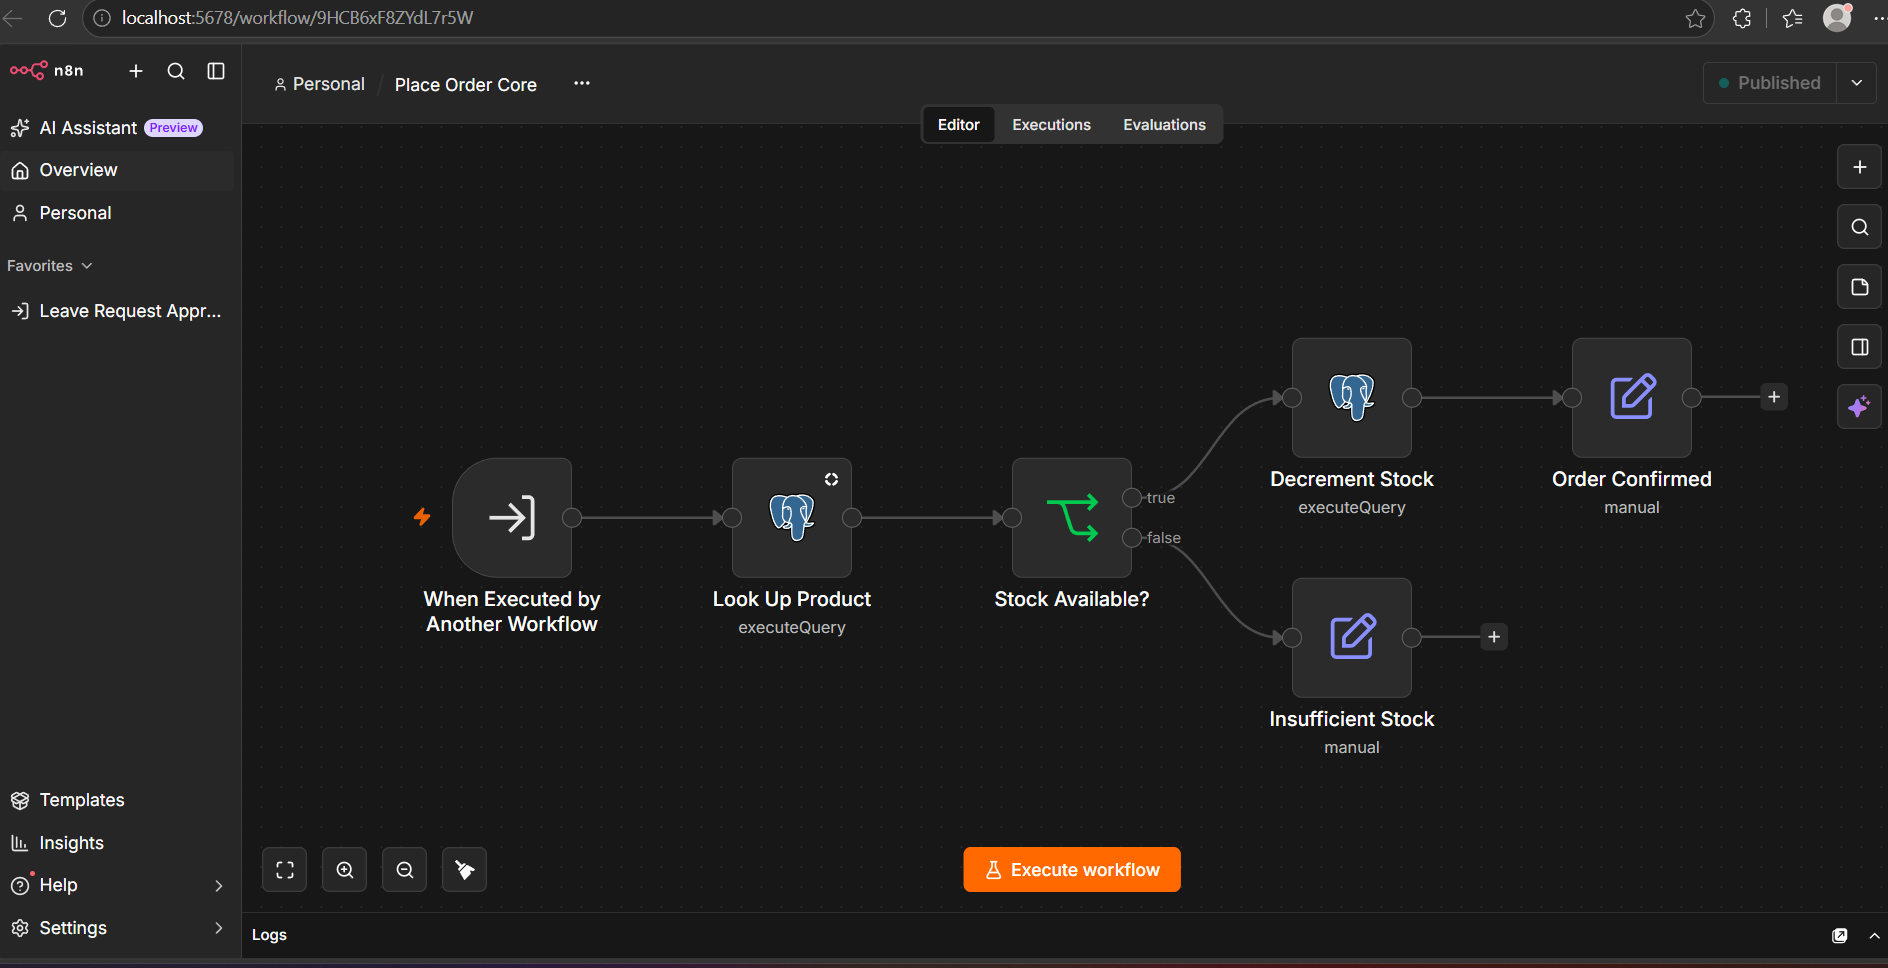 localhost:5678/workflow/9HCB6xF8ZYdL7r5W
n8n
Personal / Place Order Core
Published
AI Assistant Preview
Editor Executions Evaluations
Overview
Personal
Favorites
Leave Request Appr...
true
false
Decrement Stock
executeQuery
Order Confirmed
manual
When Executed by
Another Workflow
Look Up Product
executeQuery
Stock Available?
Insufficient Stock
manual
Templates
Insights
Help
Settings
Execute workflow
Logs